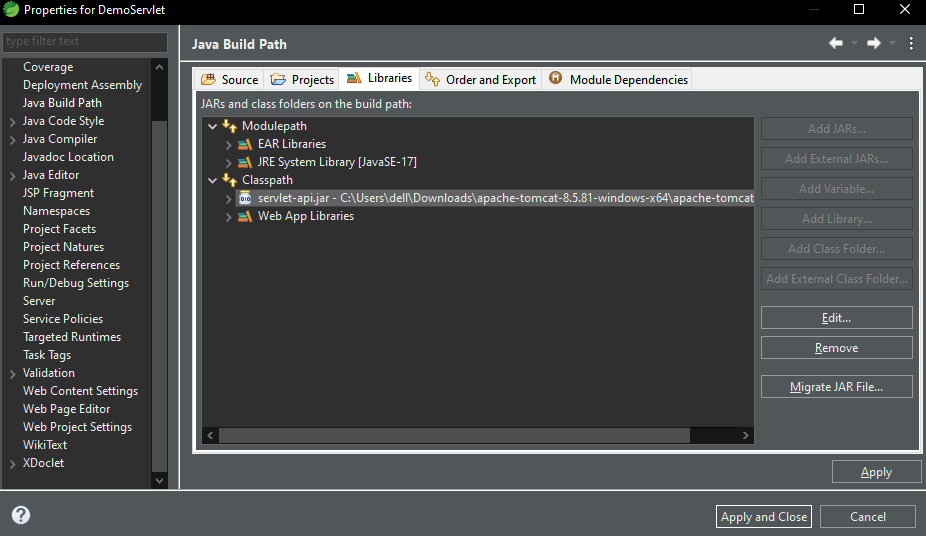 Properties for DemoServlet
type filter text
Coverage
Deployment Assembly
Java Build Path
Java Code Style
Java Compiler
Javadoc Location
Java Editor
JSP Fragment
Namespaces
Project Facets
Project Natures
Project References
Run/Debug Settings
Server
Service Policies
Targeted Runtimes
Task Tags
Validation
Web Content Settings
Web Page Editor
Web Project Settings
WikiText
XDoclet
Java Build Path
Source
Projects
Libraries
Order and Export
Module Dependencies
JARs and class folders on the build path:
Modulepath
EAR Libraries
JRE System Library [JavaSE-17]
Classpath
servlet-api.jar - C:\Users\dell\Downloads\apache-tomcat-8.5.81-windows-x64\apache-tomcat
Web App Libraries
Add JARs...
Add External JARs...
Add Variable...
Add Library...
Add Class Folder...
Add External Class Folder...
Edit...
Remove
Migrate JAR File...
Apply
Apply and Close
Cancel